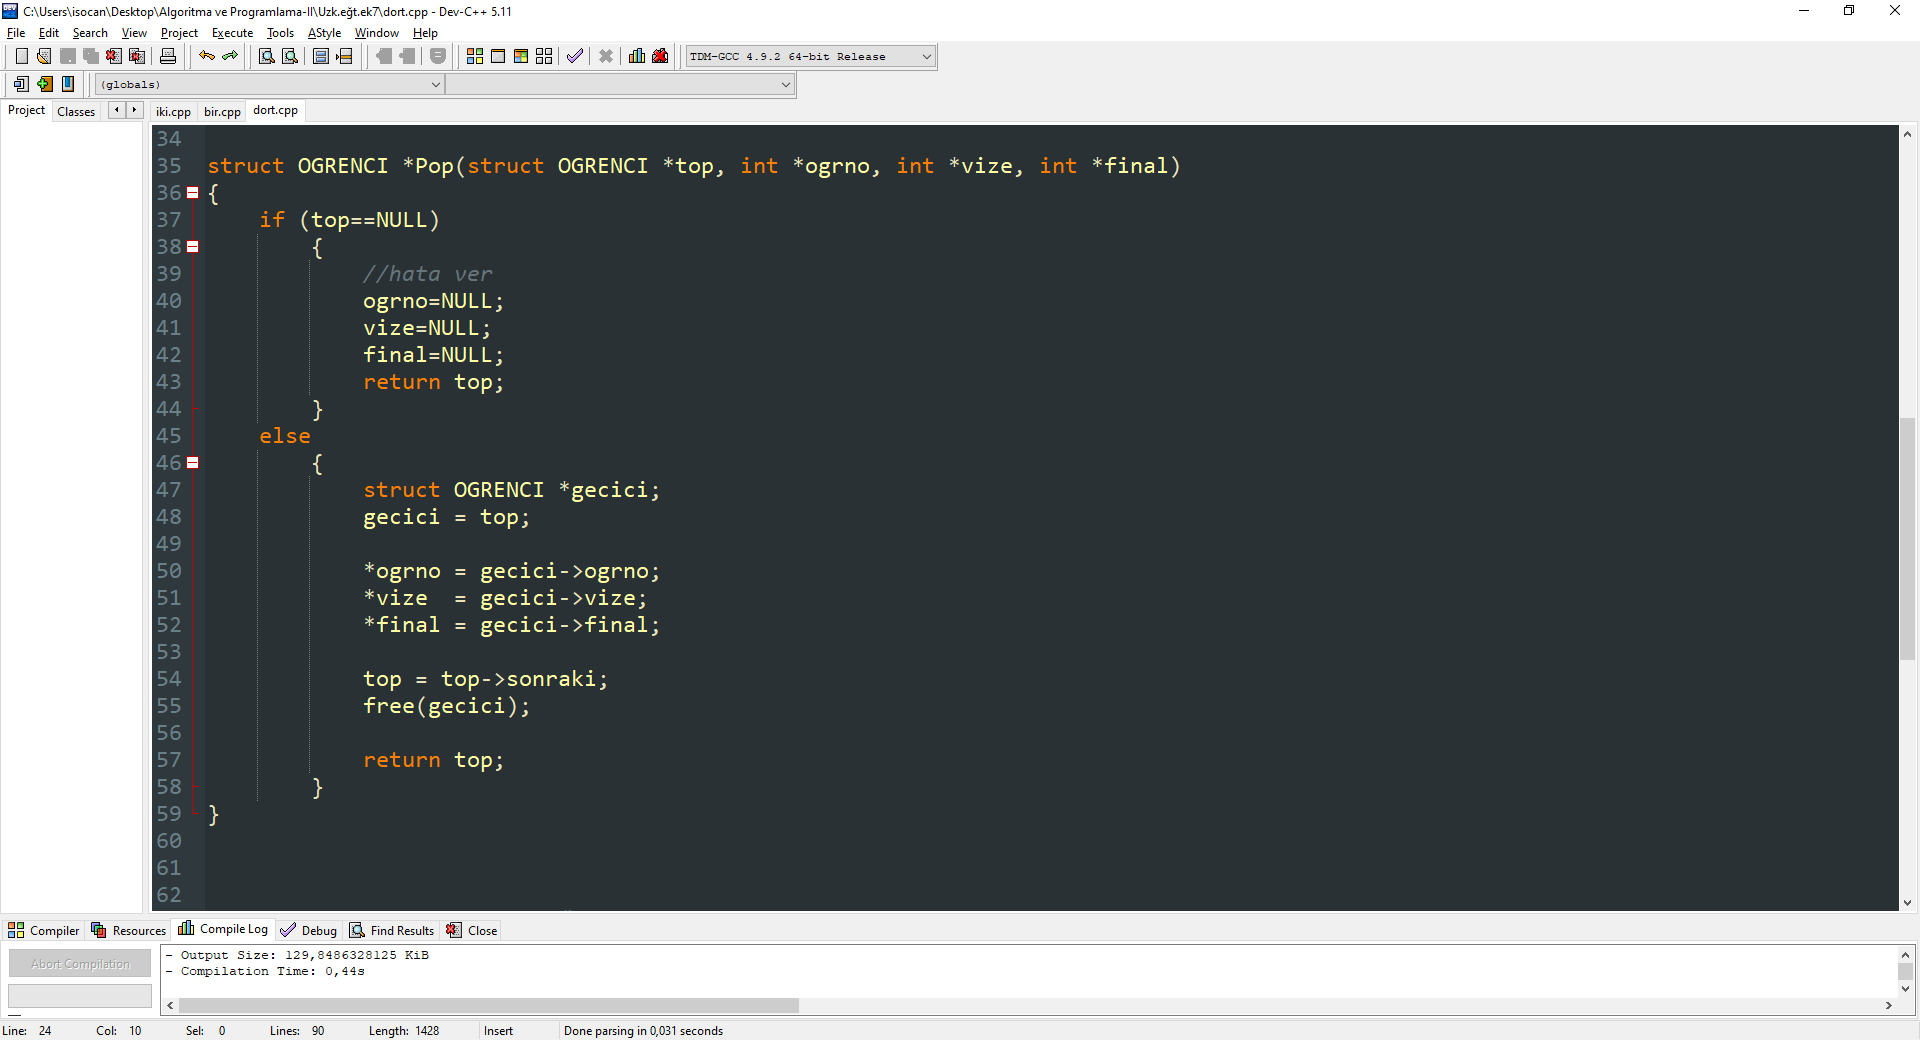 C:\Users\isocan\Desktop\Algoritma ve Programlama-II\Uzk.eğt.ek7\dort.cpp - Dev-C++ 5.11
File Edit Search View Project Execute Tools AStyle Window Help
TDM-GCC 4.9.2 64-bit Release
(globals)
Project Classes iki.cpp bir.cpp dort.cpp
34
35 struct OGRENCI *Pop(struct OGRENCI *top, int *ogrno, int *vize, int *final)
36 {
37 if (top==NULL)
38 {
39 //hata ver
40 ogrno=NULL;
41 vize=NULL;
42 final=NULL;
43 return top;
44 }
45 else
46 {
47 struct OGRENCI *gecici;
48 gecici = top;
49
50 *ogrno = gecici->ogrno;
51 *vize  = gecici->vize;
52 *final = gecici->final;
53
54 top = top->sonraki;
55 free(gecici);
56
57 return top;
58 }
59 }
60
61
62
Compiler Resources Compile Log Debug Find Results Close
Abort Compilation
- Output Size: 129,8486328125 KiB
- Compilation Time: 0,44s
Line: 24 Col: 10 Sel: 0 Lines: 90 Length: 1428 Insert Done parsing in 0,031 seconds